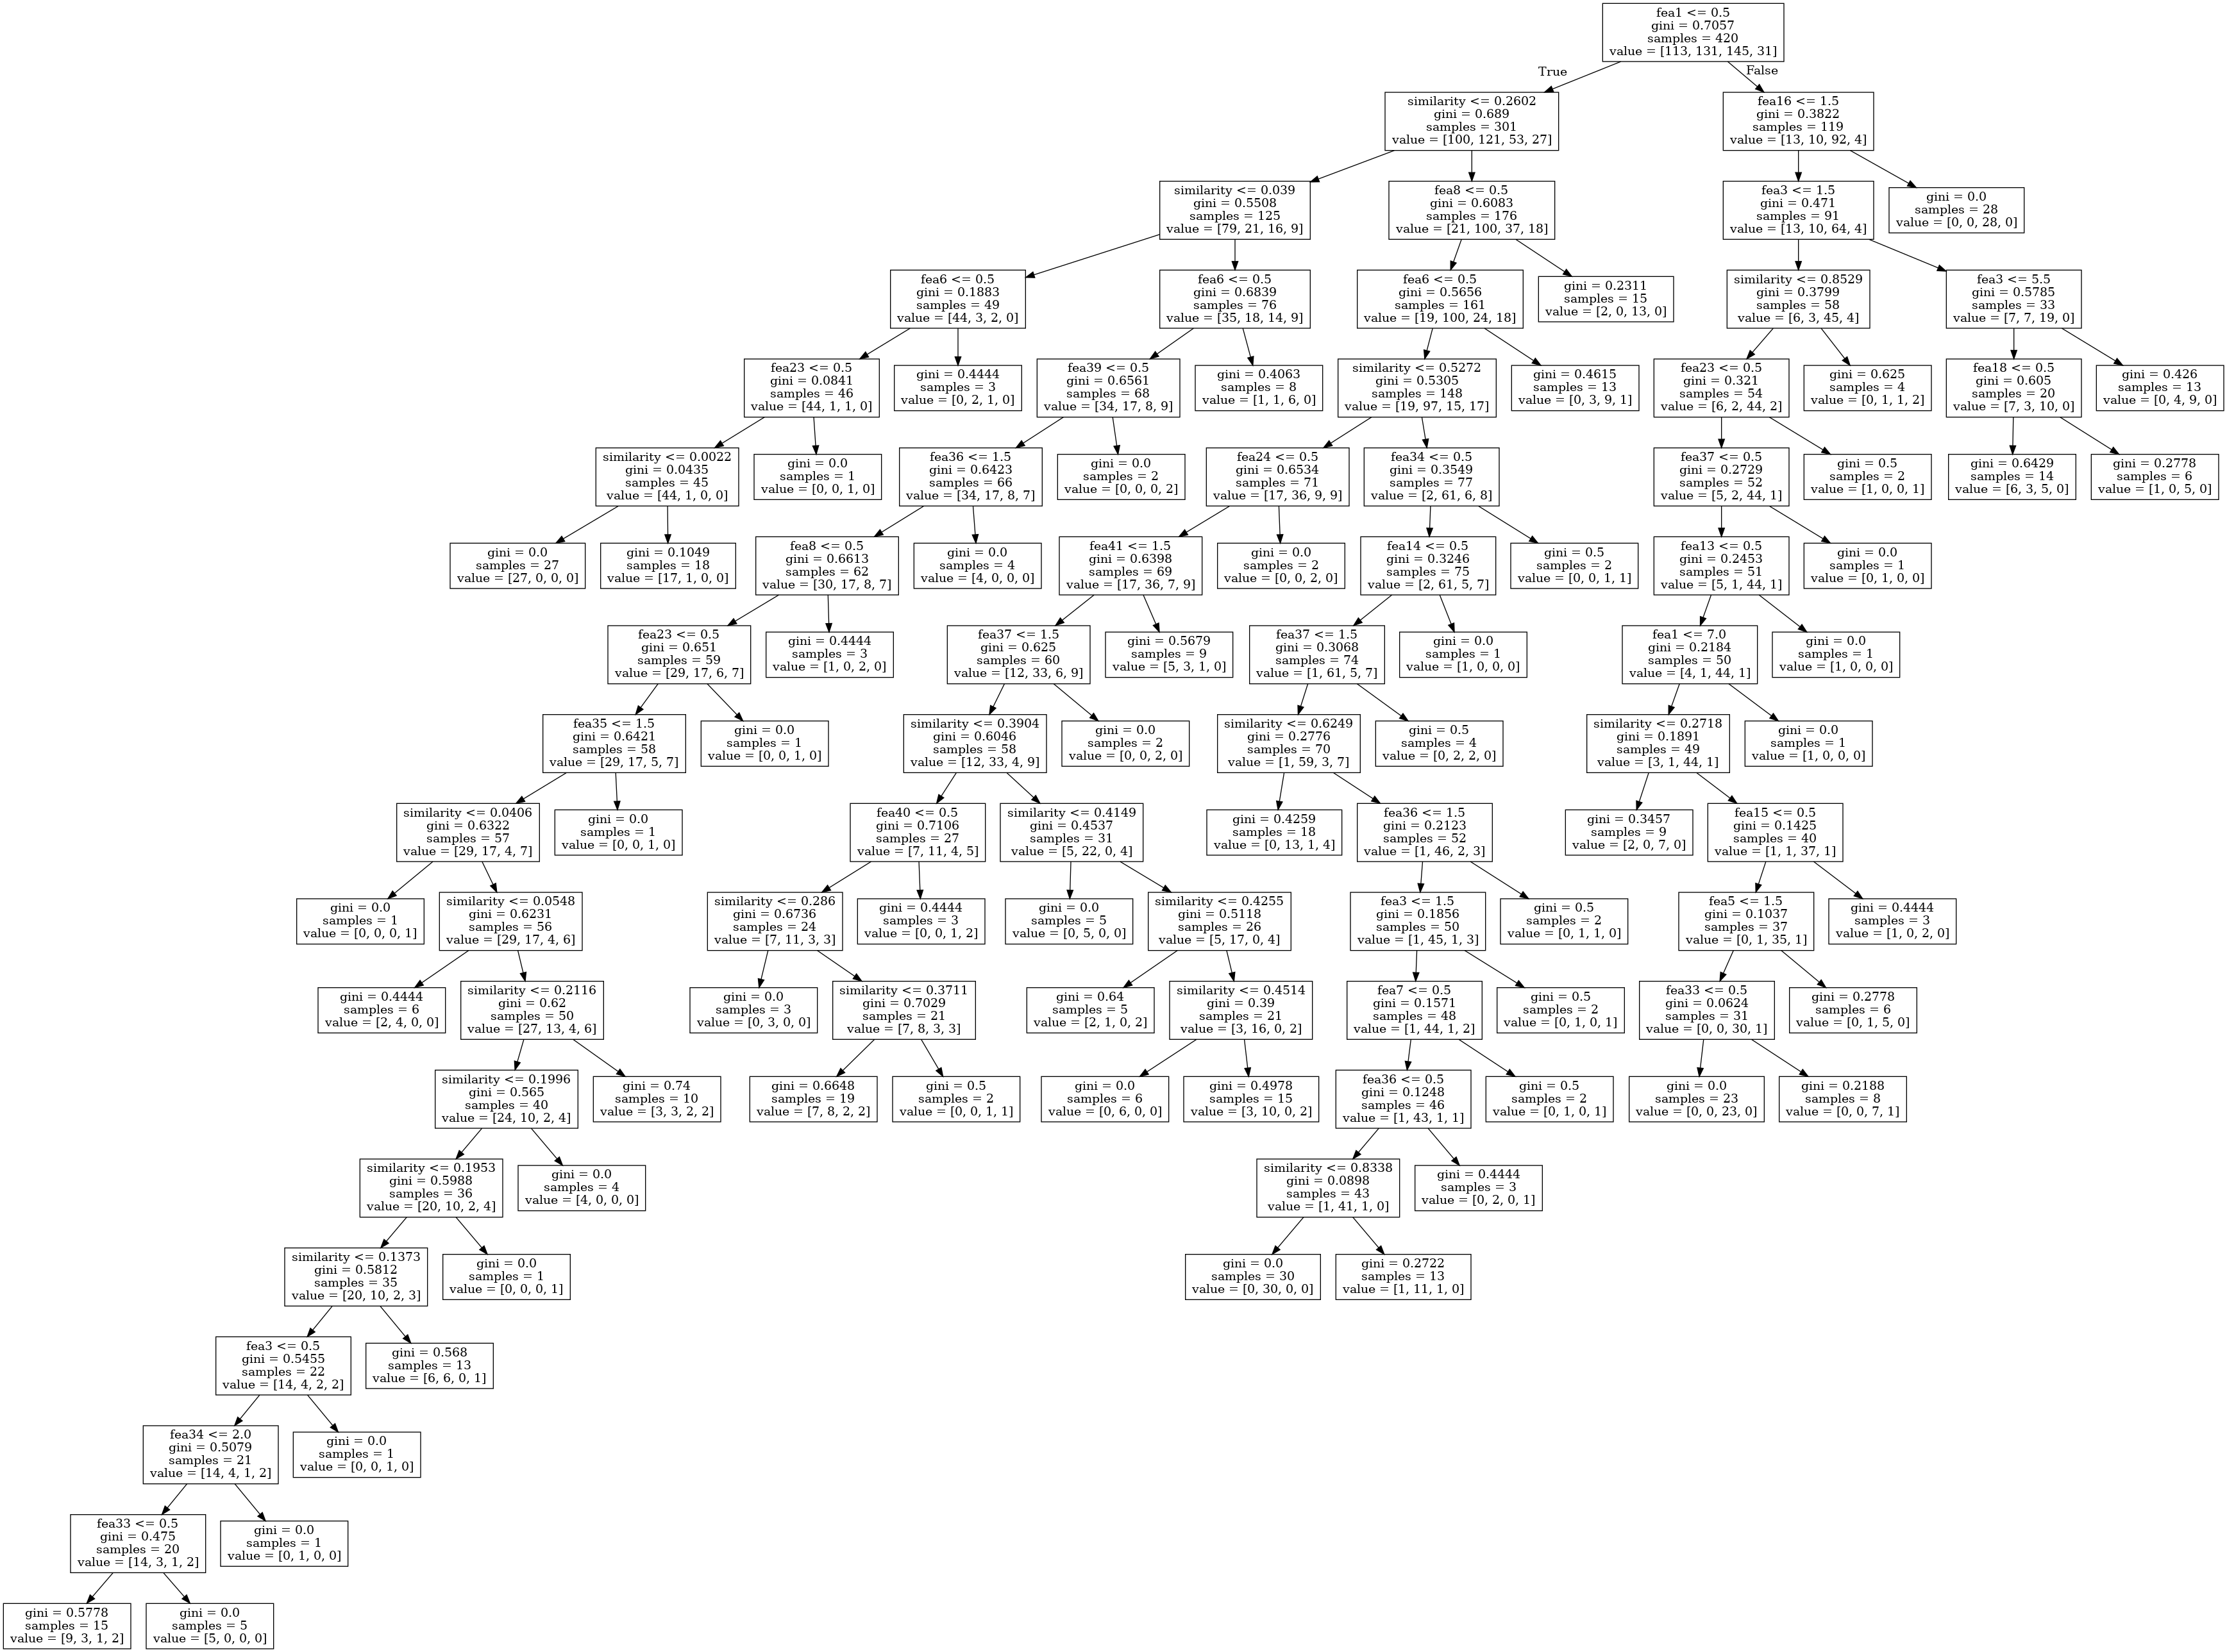 fea1 <= 0.5
gini = 0.7057
samples = 420
value = [113, 131, 145, 31]
True
False
similarity <= 0.2602
gini = 0.689
samples = 301
value = [100, 121, 53, 27]
fea16 <= 1.5
gini = 0.3822
samples = 119
value = [13, 10, 92, 4]
similarity <= 0.039
gini = 0.5508
samples = 125
value = [79, 21, 16, 9]
fea8 <= 0.5
gini = 0.6083
samples = 176
value = [21, 100, 37, 18]
fea3 <= 1.5
gini = 0.471
samples = 91
value = [13, 10, 64, 4]
gini = 0.0
samples = 28
value = [0, 0, 28, 0]
fea6 <= 0.5
gini = 0.1883
samples = 49
value = [44, 3, 2, 0]
fea6 <= 0.5
gini = 0.6839
samples = 76
value = [35, 18, 14, 9]
fea6 <= 0.5
gini = 0.5656
samples = 161
value = [19, 100, 24, 18]
gini = 0.2311
samples = 15
value = [2, 0, 13, 0]
similarity <= 0.8529
gini = 0.3799
samples = 58
value = [6, 3, 45, 4]
fea3 <= 5.5
gini = 0.5785
samples = 33
value = [7, 7, 19, 0]
fea23 <= 0.5
gini = 0.0841
samples = 46
value = [44, 1, 1, 0]
gini = 0.4444
samples = 3
value = [0, 2, 1, 0]
fea39 <= 0.5
gini = 0.6561
samples = 68
value = [34, 17, 8, 9]
gini = 0.4063
samples = 8
value = [1, 1, 6, 0]
similarity <= 0.5272
gini = 0.5305
samples = 148
value = [19, 97, 15, 17]
gini = 0.4615
samples = 13
value = [0, 3, 9, 1]
fea23 <= 0.5
gini = 0.321
samples = 54
value = [6, 2, 44, 2]
gini = 0.625
samples = 4
value = [0, 1, 1, 2]
fea18 <= 0.5
gini = 0.605
samples = 20
value = [7, 3, 10, 0]
gini = 0.426
samples = 13
value = [0, 4, 9, 0]
similarity <= 0.0022
gini = 0.0435
samples = 45
value = [44, 1, 0, 0]
gini = 0.0
samples = 1
value = [0, 0, 1, 0]
fea36 <= 1.5
gini = 0.6423
samples = 66
value = [34, 17, 8, 7]
gini = 0.0
samples = 2
value = [0, 0, 0, 2]
fea24 <= 0.5
gini = 0.6534
samples = 71
value = [17, 36, 9, 9]
fea34 <= 0.5
gini = 0.3549
samples = 77
value = [2, 61, 6, 8]
fea37 <= 0.5
gini = 0.2729
samples = 52
value = [5, 2, 44, 1]
gini = 0.5
samples = 2
value = [1, 0, 0, 1]
gini = 0.6429
samples = 14
value = [6, 3, 5, 0]
gini = 0.2778
samples = 6
value = [1, 0, 5, 0]
gini = 0.0
samples = 27
value = [27, 0, 0, 0]
gini = 0.1049
samples = 18
value = [17, 1, 0, 0]
fea8 <= 0.5
gini = 0.6613
samples = 62
value = [30, 17, 8, 7]
gini = 0.0
samples = 4
value = [4, 0, 0, 0]
fea41 <= 1.5
gini = 0.6398
samples = 69
value = [17, 36, 7, 9]
gini = 0.0
samples = 2
value = [0, 0, 2, 0]
fea14 <= 0.5
gini = 0.3246
samples = 75
value = [2, 61, 5, 7]
gini = 0.5
samples = 2
value = [0, 0, 1, 1]
fea13 <= 0.5
gini = 0.2453
samples = 51
value = [5, 1, 44, 1]
gini = 0.0
samples = 1
value = [0, 1, 0, 0]
fea23 <= 0.5
gini = 0.651
samples = 59
value = [29, 17, 6, 7]
gini = 0.4444
samples = 3
value = [1, 0, 2, 0]
fea37 <= 1.5
gini = 0.625
samples = 60
value = [12, 33, 6, 9]
gini = 0.5679
samples = 9
value = [5, 3, 1, 0]
fea37 <= 1.5
gini = 0.3068
samples = 74
value = [1, 61, 5, 7]
gini = 0.0
samples = 1
value = [1, 0, 0, 0]
fea1 <= 7.0
gini = 0.2184
samples = 50
value = [4, 1, 44, 1]
gini = 0.0
samples = 1
value = [1, 0, 0, 0]
fea35 <= 1.5
gini = 0.6421
samples = 58
value = [29, 17, 5, 7]
gini = 0.0
samples = 1
value = [0, 0, 1, 0]
similarity <= 0.3904
gini = 0.6046
samples = 58
value = [12, 33, 4, 9]
gini = 0.0
samples = 2
value = [0, 0, 2, 0]
similarity <= 0.6249
gini = 0.2776
samples = 70
value = [1, 59, 3, 7]
gini = 0.5
samples = 4
value = [0, 2, 2, 0]
similarity <= 0.2718
gini = 0.1891
samples = 49
value = [3, 1, 44, 1]
gini = 0.0
samples = 1
value = [1, 0, 0, 0]
similarity <= 0.0406
gini = 0.6322
samples = 57
value = [29, 17, 4, 7]
gini = 0.0
samples = 1
value = [0, 0, 1, 0]
fea40 <= 0.5
gini = 0.7106
samples = 27
value = [7, 11, 4, 5]
similarity <= 0.4149
gini = 0.4537
samples = 31
value = [5, 22, 0, 4]
gini = 0.4259
samples = 18
value = [0, 13, 1, 4]
fea36 <= 1.5
gini = 0.2123
samples = 52
value = [1, 46, 2, 3]
gini = 0.3457
samples = 9
value = [2, 0, 7, 0]
fea15 <= 0.5
gini = 0.1425
samples = 40
value = [1, 1, 37, 1]
gini = 0.0
samples = 1
value = [0, 0, 0, 1]
similarity <= 0.0548
gini = 0.6231
samples = 56
value = [29, 17, 4, 6]
similarity <= 0.286
gini = 0.6736
samples = 24
value = [7, 11, 3, 3]
gini = 0.4444
samples = 3
value = [0, 0, 1, 2]
gini = 0.0
samples = 5
value = [0, 5, 0, 0]
similarity <= 0.4255
gini = 0.5118
samples = 26
value = [5, 17, 0, 4]
fea3 <= 1.5
gini = 0.1856
samples = 50
value = [1, 45, 1, 3]
gini = 0.5
samples = 2
value = [0, 1, 1, 0]
fea5 <= 1.5
gini = 0.1037
samples = 37
value = [0, 1, 35, 1]
gini = 0.4444
samples = 3
value = [1, 0, 2, 0]
gini = 0.4444
samples = 6
value = [2, 4, 0, 0]
similarity <= 0.2116
gini = 0.62
samples = 50
value = [27, 13, 4, 6]
gini = 0.0
samples = 3
value = [0, 3, 0, 0]
similarity <= 0.3711
gini = 0.7029
samples = 21
value = [7, 8, 3, 3]
gini = 0.64
samples = 5
value = [2, 1, 0, 2]
similarity <= 0.4514
gini = 0.39
samples = 21
value = [3, 16, 0, 2]
fea7 <= 0.5
gini = 0.1571
samples = 48
value = [1, 44, 1, 2]
gini = 0.5
samples = 2
value = [0, 1, 0, 1]
fea33 <= 0.5
gini = 0.0624
samples = 31
value = [0, 0, 30, 1]
gini = 0.2778
samples = 6
value = [0, 1, 5, 0]
similarity <= 0.1996
gini = 0.565
samples = 40
value = [24, 10, 2, 4]
gini = 0.74
samples = 10
value = [3, 3, 2, 2]
gini = 0.6648
samples = 19
value = [7, 8, 2, 2]
gini = 0.5
samples = 2
value = [0, 0, 1, 1]
gini = 0.0
samples = 6
value = [0, 6, 0, 0]
gini = 0.4978
samples = 15
value = [3, 10, 0, 2]
fea36 <= 0.5
gini = 0.1248
samples = 46
value = [1, 43, 1, 1]
gini = 0.5
samples = 2
value = [0, 1, 0, 1]
gini = 0.0
samples = 23
value = [0, 0, 23, 0]
gini = 0.2188
samples = 8
value = [0, 0, 7, 1]
similarity <= 0.1953
gini = 0.5988
samples = 36
value = [20, 10, 2, 4]
gini = 0.0
samples = 4
value = [4, 0, 0, 0]
similarity <= 0.8338
gini = 0.0898
samples = 43
value = [1, 41, 1, 0]
gini = 0.4444
samples = 3
value = [0, 2, 0, 1]
similarity <= 0.1373
gini = 0.5812
samples = 35
value = [20, 10, 2, 3]
gini = 0.0
samples = 1
value = [0, 0, 0, 1]
gini = 0.0
samples = 30
value = [0, 30, 0, 0]
gini = 0.2722
samples = 13
value = [1, 11, 1, 0]
fea3 <= 0.5
gini = 0.5455
samples = 22
value = [14, 4, 2, 2]
gini = 0.568
samples = 13
value = [6, 6, 0, 1]
fea34 <= 2.0
gini = 0.5079
samples = 21
value = [14, 4, 1, 2]
gini = 0.0
samples = 1
value = [0, 0, 1, 0]
fea33 <= 0.5
gini = 0.475
samples = 20
value = [14, 3, 1, 2]
gini = 0.0
samples = 1
value = [0, 1, 0, 0]
gini = 0.5778
samples = 15
value = [9, 3, 1, 2]
gini = 0.0
samples = 5
value = [5, 0, 0, 0]